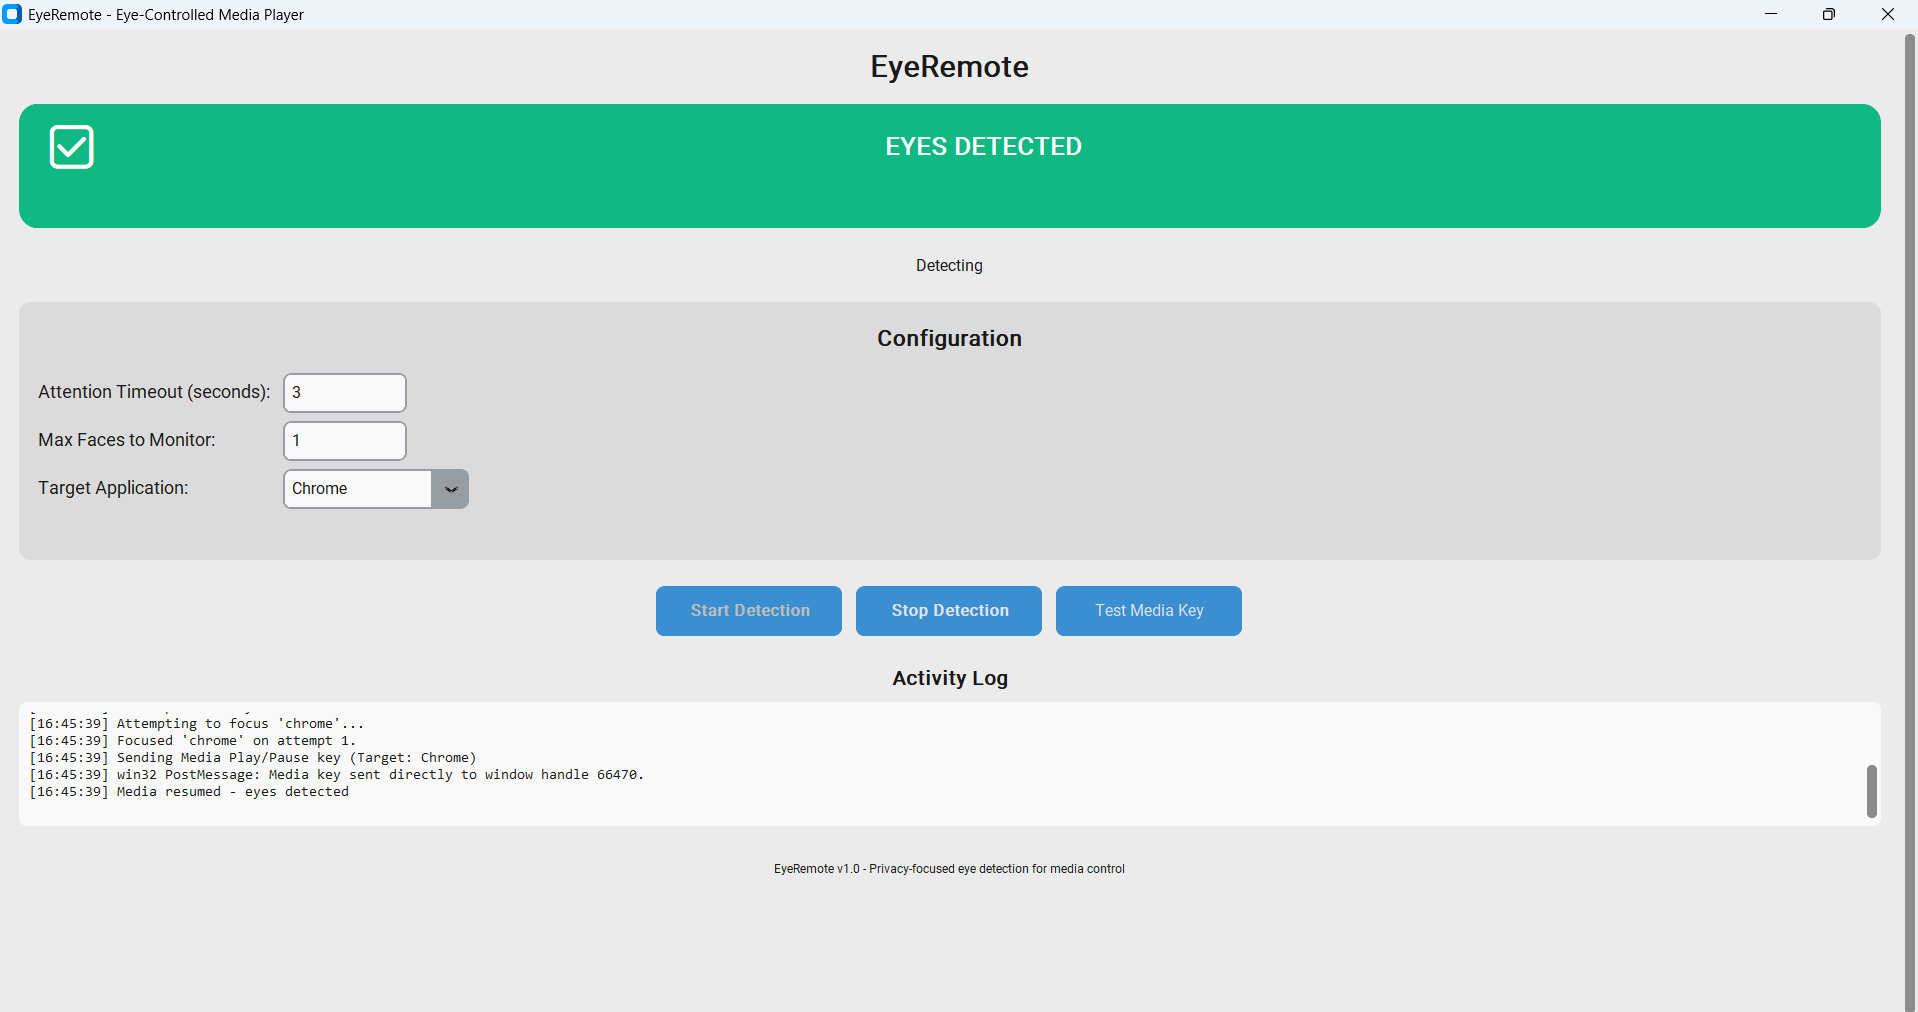 EyeRemote - Eye-Controlled Media Player
EyeRemote
EYES DETECTED
Detecting
Configuration
Attention Timeout (seconds): 3
Max Faces to Monitor: 1
Target Application: Chrome
Start Detection Stop Detection Test Media Key
Activity Log
[16:45:39] Attempting to focus 'chrome'...
[16:45:39] Focused 'chrome' on attempt 1.
[16:45:39] Sending Media Play/Pause key (Target: Chrome)
[16:45:39] win32 PostMessage: Media key sent directly to window handle 66470.
[16:45:39] Media resumed - eyes detected
EyeRemote v1.0 - Privacy-focused eye detection for media control